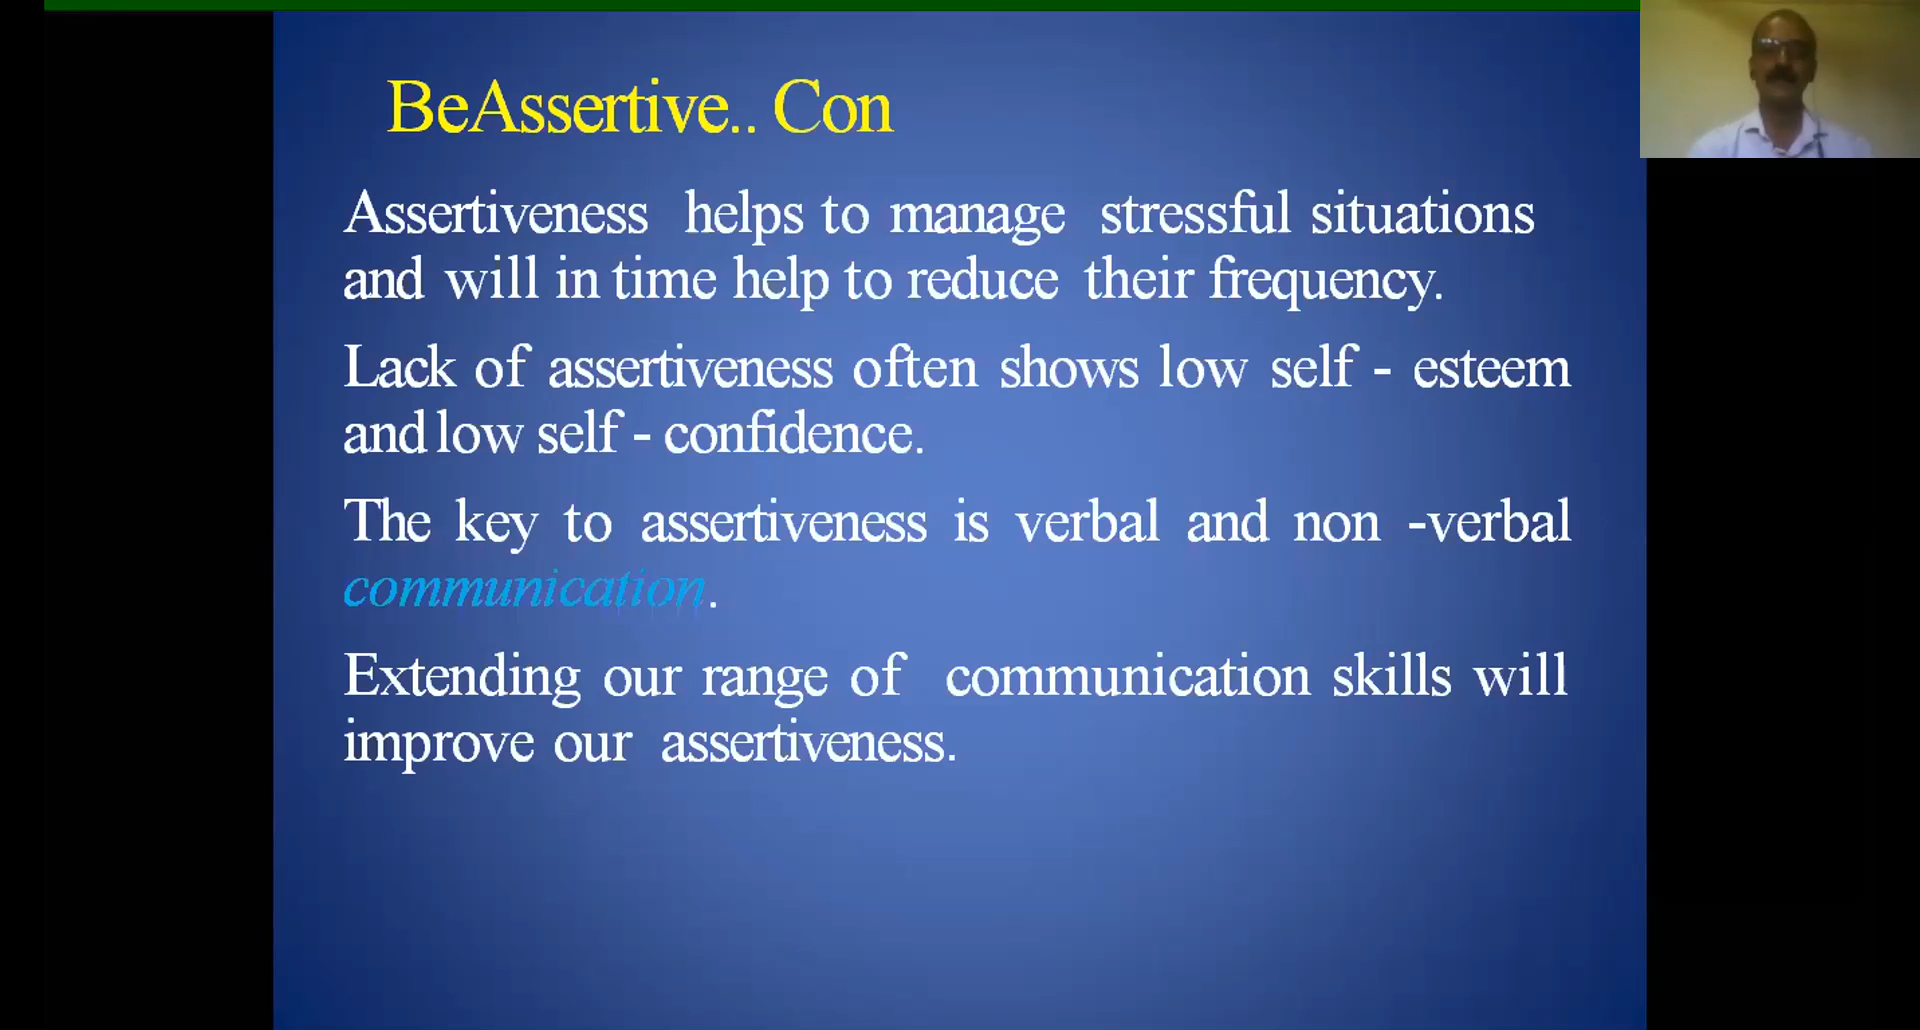 BeAssertive.. Con
Assertiveness helps to manage stressful situations
and will in time help to reduce their frequency.
Lack of assertiveness often shows low self - esteem
and low self - confidence.
The key to assertiveness is verbal and non -verbal
communication.
Extending our range of communication skills will
improve our assertiveness.